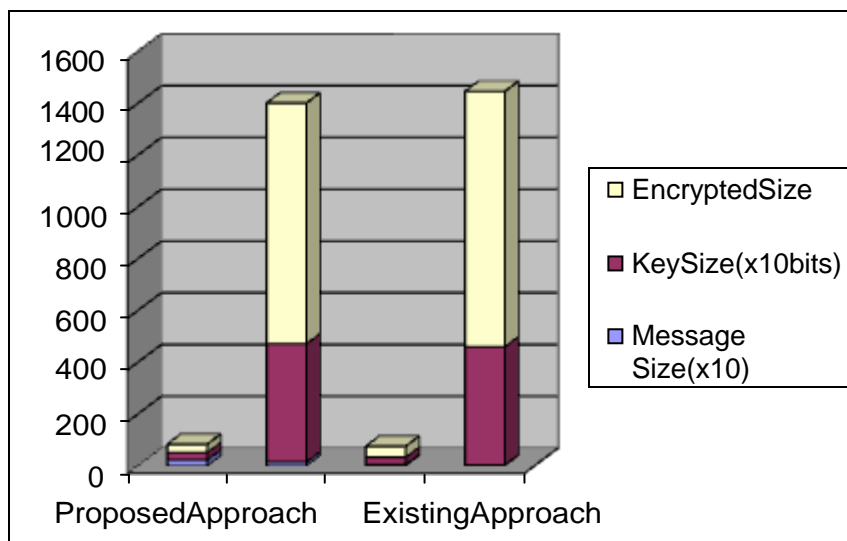 1600
1400
1200
1000
800
600
400
200
0
ProposedApproach ExistingApproach
EncryptedSize
KeySize(x10bits)
Message
Size(x10)